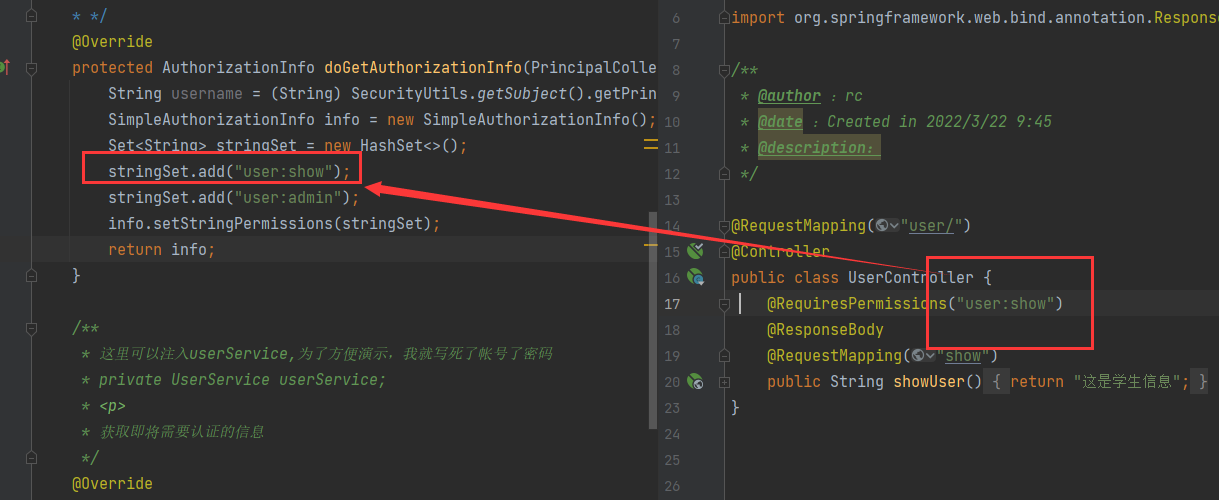 * */
@Override
protected AuthorizationInfo doGetAuthorizationInfo(PrincipalColle
String username = (String) SecurityUtils.getSubject().getPrin
SimpleAuthorizationInfo info = new SimpleAuthorizationInfo();
Set<String> stringSet = new HashSet<>();
stringSet.add("user:show");
stringSet.add("user:admin");
info.setStringPermissions(stringSet);
return info;
}
/**
* 这里可以注入userService,为了方便演示，我就写死了帐号了密码
* private UserService userService;
* <p>
* 获取即将需要认证的信息
*/
@Override
6 import org.springframework.web.bind.annotation.Respons
7
8 /**
9 * @author ：rc
10 * @date ：Created in 2022/3/22 9:45
11 * @description：
12 */
13
14 @RequestMapping("user/")
15 @Controller
16 public class UserController {
17 @RequiresPermissions("user:show")
18 @ResponseBody
19 @RequestMapping("show")
20 public String showUser() { return "这是学生信息"; }
23 }
24
25
26